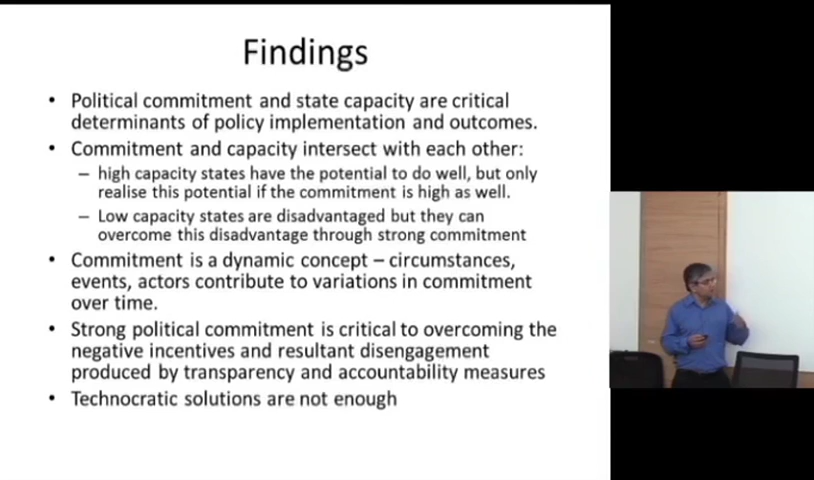 Findings
• Political commitment and state capacity are critical
determinants of policy implementation and outcomes.
• Commitment and capacity intersect with each other:
– high capacity states have the potential to do well, but only
realise this potential if the commitment is high as well.
– Low capacity states are disadvantaged but they can
overcome this disadvantage through strong commitment
• Commitment is a dynamic concept – circumstances,
events, actors contribute to variations in commitment
over time.
• Strong political commitment is critical to overcoming the
negative incentives and resultant disengagement
produced by transparency and accountability measures
• Technocratic solutions are not enough